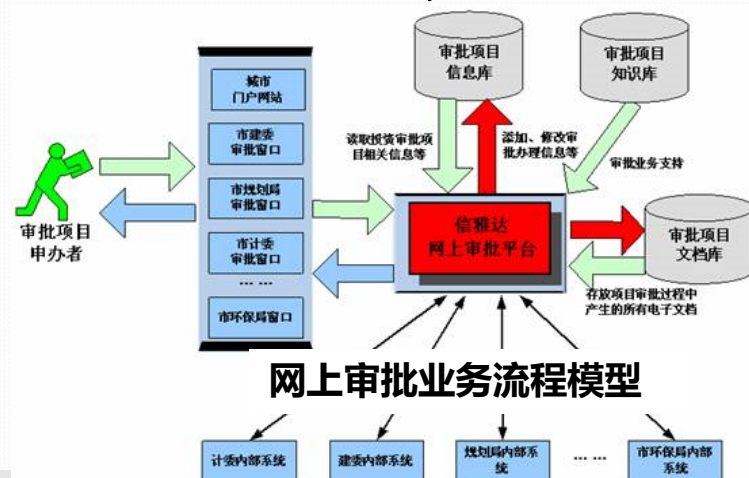 审批项目
信息库
审批项目
知识库
城市
门户网站
市建委
审批窗口
读取投资审批项
目相关信息等
添加、修改审
批办理信息等
审批业务支持
市规划局
审批窗口
审批项目
申办者
信雅达
网上审批平台
审批项目
文档库
市计委
审批窗口
... ...
存放项目审批过程中
产生的所有电子文档
市环保局窗口
网上审批业务流程模型
计委内部系统
建委内部系统
规划局内部系
统
... ...
市环保局内部
系统